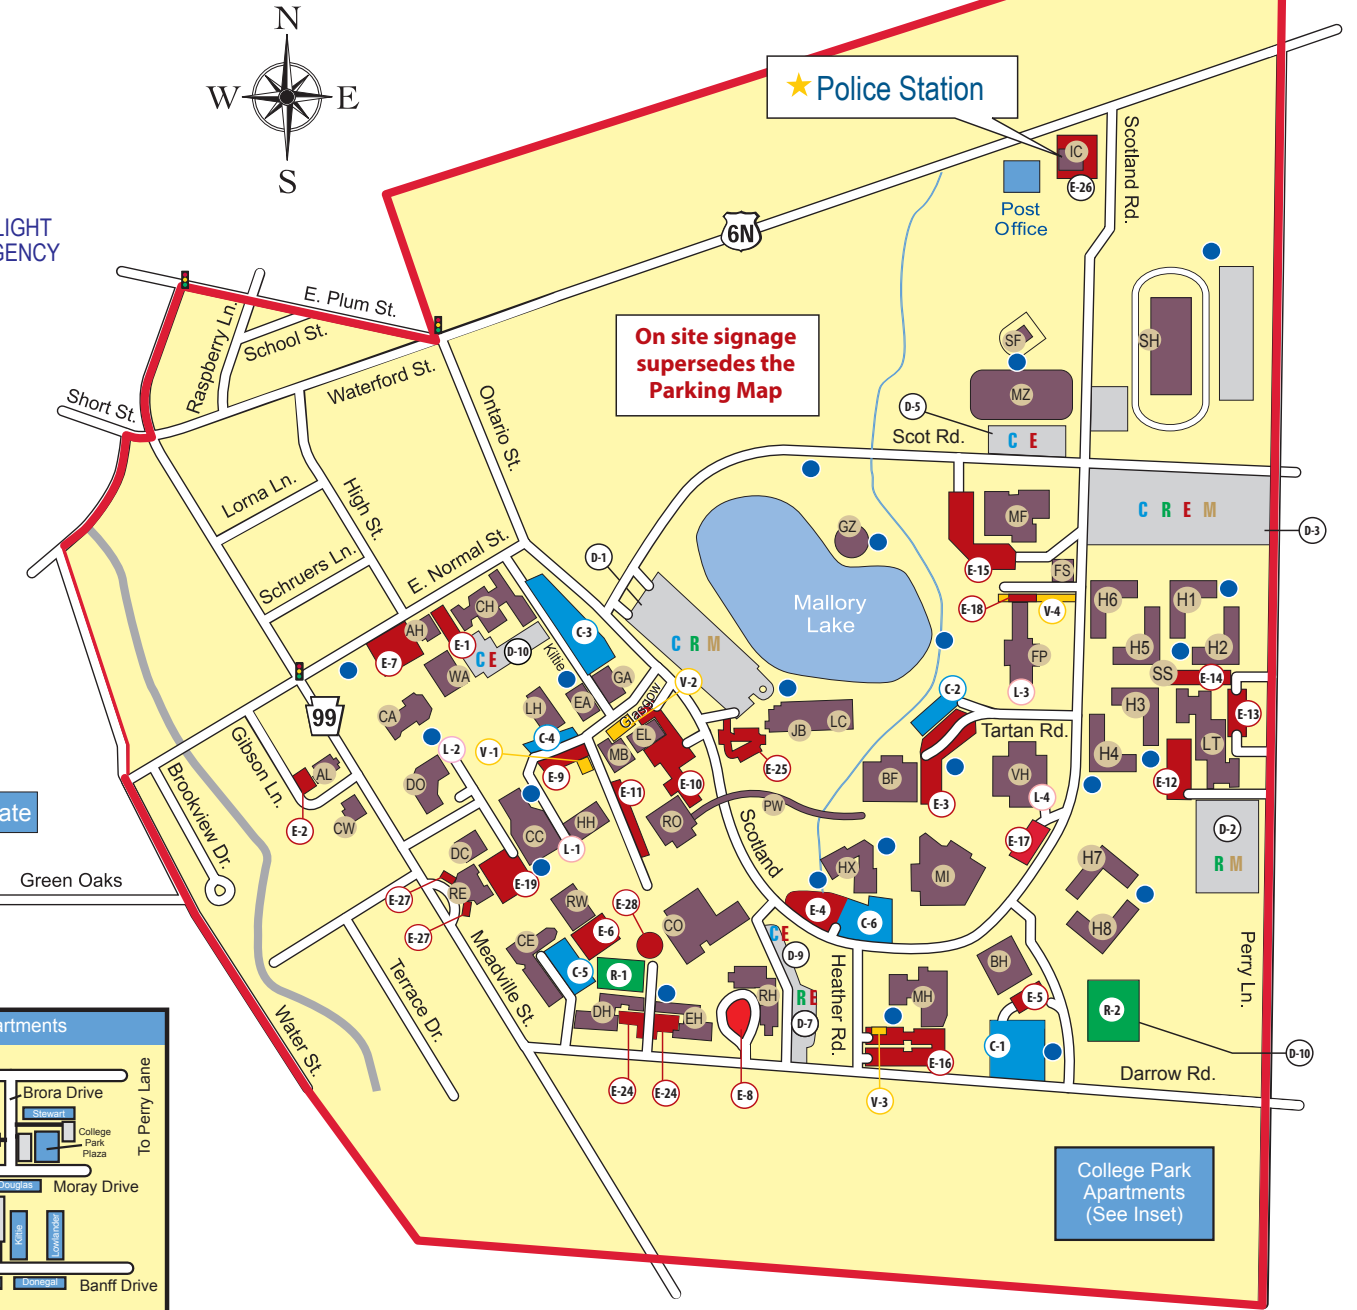 N
W
E
S
Police Station
IC
E-26
Post
Office
Scotland Rd.
6N
LIGHT
GENCY
E. Plum St.
Raspberry Ln.
School St.
Waterford St.
Short St.
Ontario St.
On site signage
supersedes the
Parking Map
SF
SH
MZ
D-5
Scot Rd.
C E
Lorna Ln.
High St.
Schruers Ln.
E. Normal St.
GZ
MF
C R E M
D-3
D-1
E-15
FS
Mallory
Lake
E-18
V-4
H6
H1
CH
AH
E-1
E-7
C E
D-10
C-3
Kiltie
C R M
H5
H2
FP
SS
E-14
WA
GA
V-2
L-3
C-2
EA
LH
Glasgow
H3
E-13
CA
99
C-4
EL
JB
LC
Tartan Rd.
LT
L-2
V-1
MB
H4
Gibson Ln.
AL
E-9
E-25
BF
VH
E-12
DO
E-10
L-4
E-11
E-3
Brookview Dr.
E-2
CW
CC
HH
RO
PW
Scotland
E-17
D-2
R M
ate
L-1
DC
HX
MI
H7
Green Oaks
E-27
RE
E-19
RW
E-28
CO
E-4
C-6
H8
E-27
E-6
CE
C E
D-9
Perry Ln.
Meadville St.
C-5
R-1
BH
Terrace Dr.
Heather Rd.
RH
R E
MH
E-5
R-2
DH
EH
D-7
C-1
Water St.
E-16
D-10
E-24
E-24
E-8
V-3
Darrow Rd.
College Park
Apartments
(See Inset)
artments
Brora Drive
Stewart
College
Park
Plaza
To Perry Lane
Douglas
Moray Drive
Kiltie
Lowlander
Donegal
Banff Drive